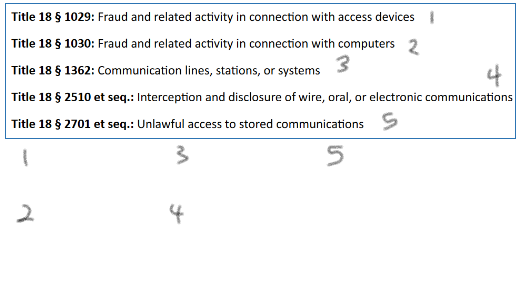 Title 18 § 1029: Fraud and related activity in connection with access devices 1
Title 18 § 1030: Fraud and related activity in connection with computers 2
Title 18 § 1362: Communication lines, stations, or systems 3
4
Title 18 § 2510 et seq.: Interception and disclosure of wire, oral, or electronic communications
Title 18 § 2701 et seq.: Unlawful access to stored communications 5
1 3 5
2 4